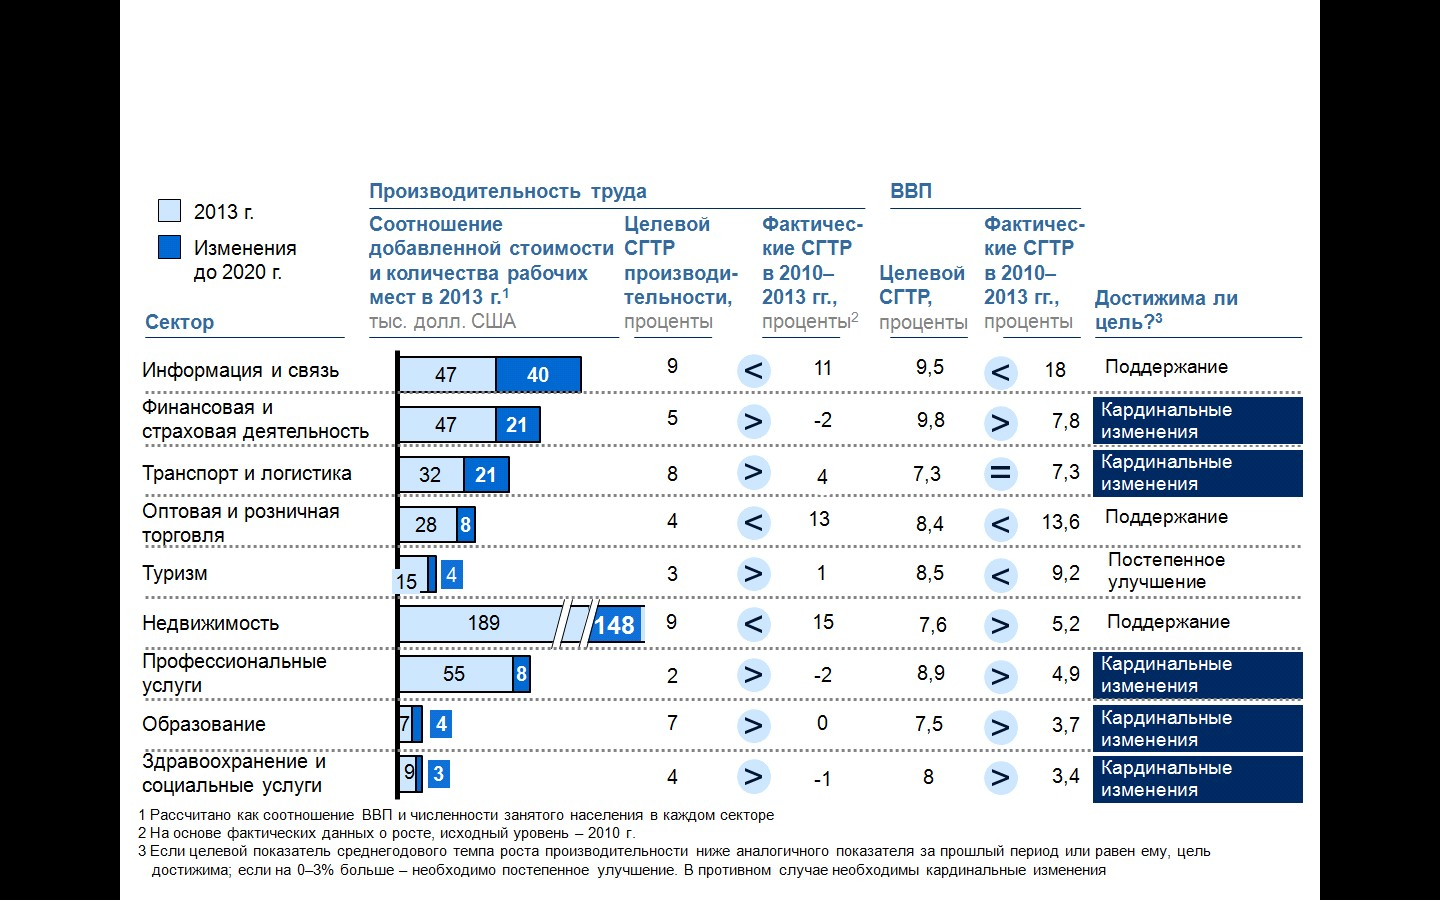 Производительность труда
ВВП
2013 г.
Изменения
до 2020 г.
Сектор
Соотношение
добавленной стоимости
и количества рабочих
мест в 2013 г.1
тыс. долл. США
Целевой
СГТР
производи-
тельности,
проценты
Фактичес-
кие СГТР
в 2010–
2013 гг.,
проценты2
Целевой
СГТР,
проценты
Фактичес-
кие СГТР
в 2010–
2013 гг.,
проценты
Достижима ли
цель?3
Информация и связь
47 40 9 < 11 9,5 < 18 Поддержание
Финансовая и
страховая деятельность
47 21 5 > -2 9,8 > 7,8
Кардинальные
изменения
Транспорт и логистика
32 21 8 > 4 7,3 = 7,3
Кардинальные
изменения
Оптовая и розничная
торговля
28 8 4 < 13 8,4 < 13,6 Поддержание
Туризм
15 4 3 > 1 8,5 < 9,2
Постепенное
улучшение
Недвижимость
189 148 9 < 15 7,6 > 5,2 Поддержание
Профессиональные
услуги
55 8 2 > -2 8,9 > 4,9
Кардинальные
изменения
Образование
7 4 7 > 0 7,5 > 3,7
Кардинальные
изменения
Здравоохранение и
социальные услуги
9 3 4 > -1 8 > 3,4
Кардинальные
изменения
1 Рассчитано как соотношение ВВП и численности занятого населения в каждом секторе
2 На основе фактических данных о росте, исходный уровень – 2010 г.
3 Если целевой показатель среднегодового темпа роста производительности ниже аналогичного показателя за прошлый период или равен ему, цель
достижима; если на 0–3% больше – необходимо постепенное улучшение. В противном случае необходимы кардинальные изменения